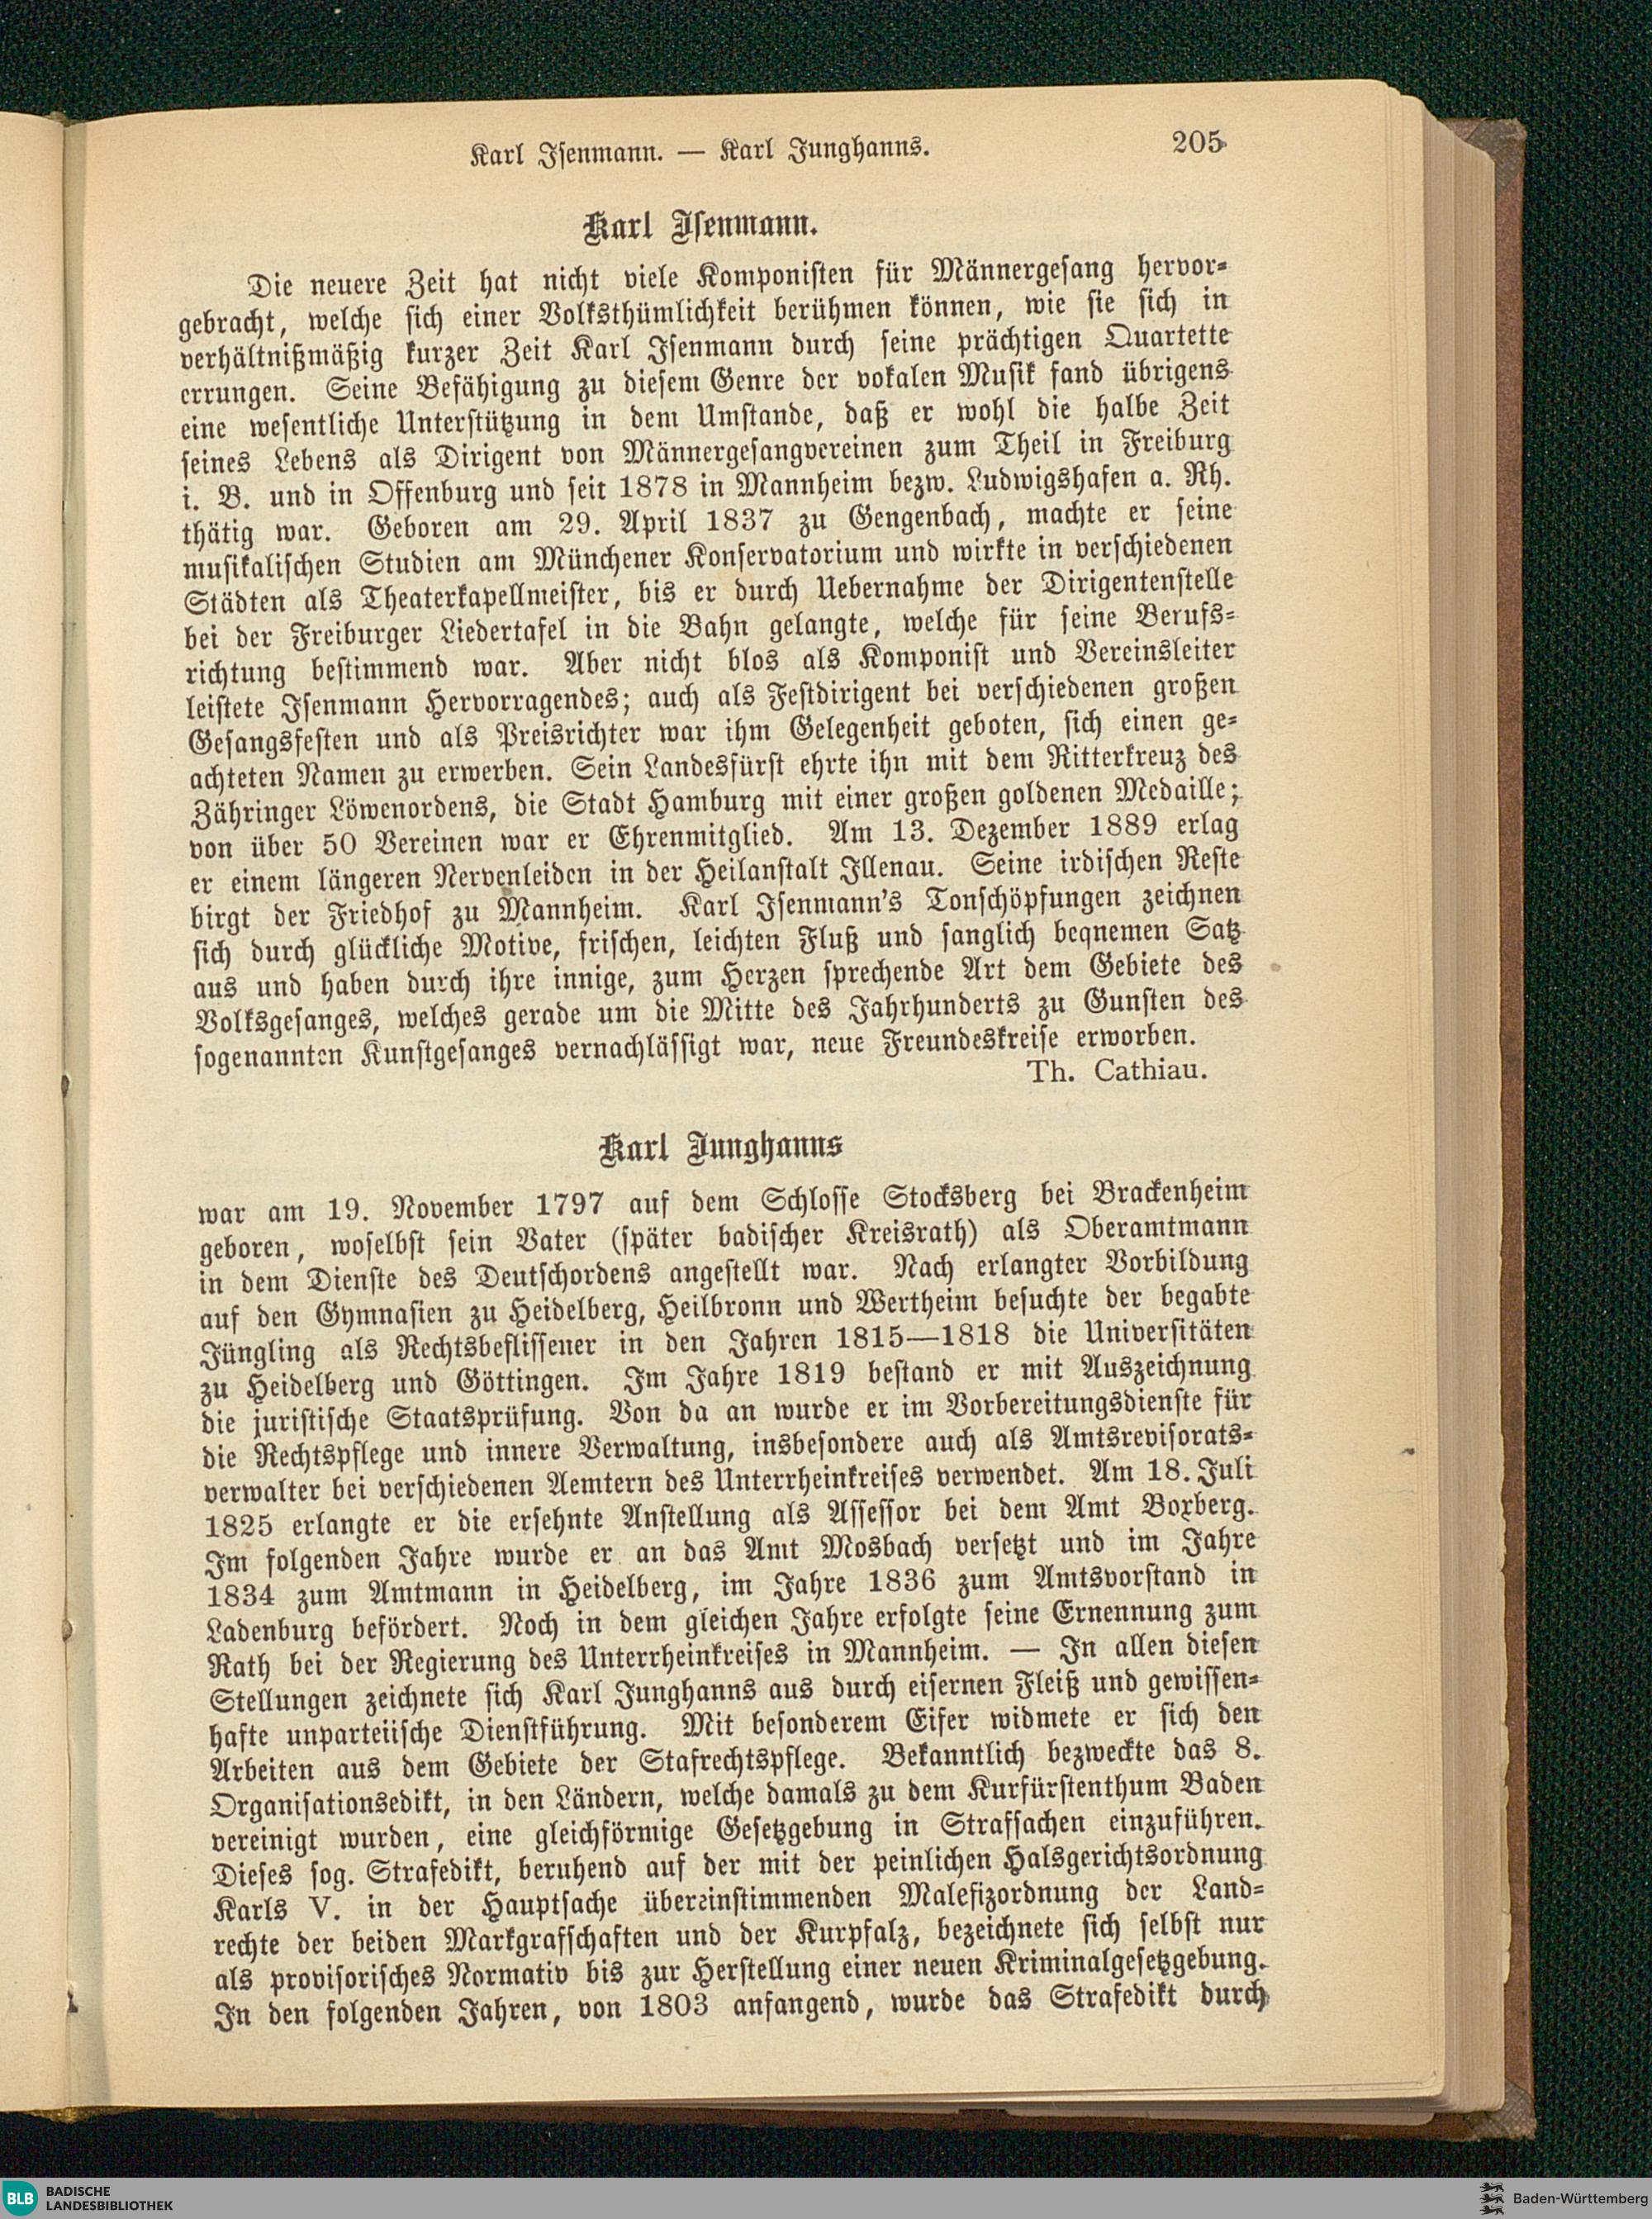 Karl Isenmann. — Karl Junghanns. 205
Karl Isenmann.
Die neuere Zeit hat nicht viele Komponisten für Männergesang hervor-
gebracht, welche sich einer Volksthümlichkeit berühmen können, wie sie sich in
verhältnißmäßig kurzer Zeit Karl Isenmann durch seine prächtigen Quartette
errungen. Seine Befähigung zu diesem Genre der vokalen Musik fand übrigens
eine wesentliche Unterstützung in dem Umstande, daß er wohl die halbe Zeit
seines Lebens als Dirigent von Männergesangvereinen zum Theil in Freiburg
i. B. und in Offenburg und seit 1878 in Mannheim bezw. Ludwigshafen a. Rh.
thätig war. Geboren am 29. April 1837 zu Gengenbach, machte er seine
musikalischen Studien am Münchener Konservatorium und wirkte in verschiedenen
Städten als Theaterkapellmeister, bis er durch Uebernahme der Dirigentenstelle
bei der Freiburger Liedertafel in die Bahn gelangte, welche für seine Berufs-
richtung bestimmend war. Aber nicht blos als Komponist und Vereinsleiter
leistete Isenmann Hervorragendes; auch als Festdirigent bei verschiedenen großen
Gesangsfesten und als Preisrichter war ihm Gelegenheit geboten, sich einen ge-
achteten Namen zu erwerben. Sein Landesfürst ehrte ihn mit dem Ritterkreuz des
Zähringer Löwenordens, die Stadt Hamburg mit einer großen goldenen Medaille;
von über 50 Vereinen war er Ehrenmitglied. Am 13. Dezember 1889 erlag
er einem längeren Nervenleiden in der Heilanstalt Illenau. Seine irdischen Reste
birgt der Friedhof zu Mannheim. Karl Isenmann's Tonschöpfungen zeichnen
sich durch glückliche Motive, frischen, leichten Fluß und sanglich beqnemen Satz
aus und haben durch ihre innige, zum Herzen sprechende Art dem Gebiete des
Volksgesanges, welches gerade um die Mitte des Jahrhunderts zu Gunsten des
sogenannten Kunstgesanges vernachlässigt war, neue Freundeskreise erworben.
Th. Cathiau.
Karl Junghanns
war am 19. November 1797 auf dem Schlosse Stocksberg bei Brackenheim
geboren, woselbst sein Vater (später badischer Kreisrath) als Oberamtmann
in dem Dienste des Deutschordens angestellt war. Nach erlangter Vorbildung
auf den Gymnasien zu Heidelberg, Heilbronn und Wertheim besuchte der begabte
Jüngling als Rechtsbeflissener in den Jahren 1815—1818 die Universitäten
zu Heidelberg und Göttingen. Im Jahre 1819 bestand er mit Auszeichnung
die juristische Staatsprüfung. Von da an wurde er im Vorbereitungsdienste für
die Rechtspflege und innere Verwaltung, insbesondere auch als Amtsrevisorats-
verwalter bei verschiedenen Aemtern des Unterrheinkreises verwendet. Am 18. Juli
1825 erlangte er die ersehnte Anstellung als Assessor bei dem Amt Boxberg.
Im folgenden Jahre wurde er an das Amt Mosbach versetzt und im Jahre
1834 zum Amtmann in Heidelberg, im Jahre 1836 zum Amtsvorstand in
Ladenburg befördert. Noch in dem gleichen Jahre erfolgte seine Ernennung zum
Rath bei der Regierung des Unterrheinkreises in Mannheim. — In allen diesen
Stellungen zeichnete sich Karl Junghanns aus durch eisernen Fleiß und gewissen-
hafte unparteiische Dienstführung. Mit besonderem Eifer widmete er sich den
Arbeiten aus dem Gebiete der Stafrechtspflege. Bekanntlich bezweckte das 8.
Organisationsedikt, in den Ländern, welche damals zu dem Kurfürstenthum Baden
vereinigt wurden, eine gleichförmige Gesetzgebung in Strafsachen einzuführen.
Dieses sog. Strafedikt, beruhend auf der mit der peinlichen Halsgerichtsordnung
Karls V. in der Hauptsache übereinstimmenden Malefizordnung der Land-
rechte der beiden Markgrafschaften und der Kurpfalz, bezeichnete sich selbst nur
als provisorisches Normativ bis zur Herstellung einer neuen Kriminalgesetzgebung.
In den folgenden Jahren, von 1803 anfangend, wurde das Strafedikt durch
BLB BADISCHE
LANDESBIBLIOTHEK
Baden-Württemberg